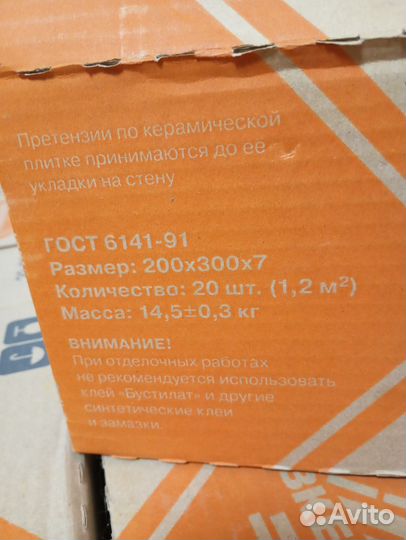 Претензии по керамической
плитке принимаются до ее
укладки на стену
ГОСТ 6141-91
Размер: 200х300х7
Количество: 20 шт. (1,2 м²)
Масса: 14,5±0,3 кг
ВНИМАНИЕ!
При отделочных работах
не рекомендуется использовать
клей «Бустилат» и другие
синтетические клеи
и замазки.
Avito